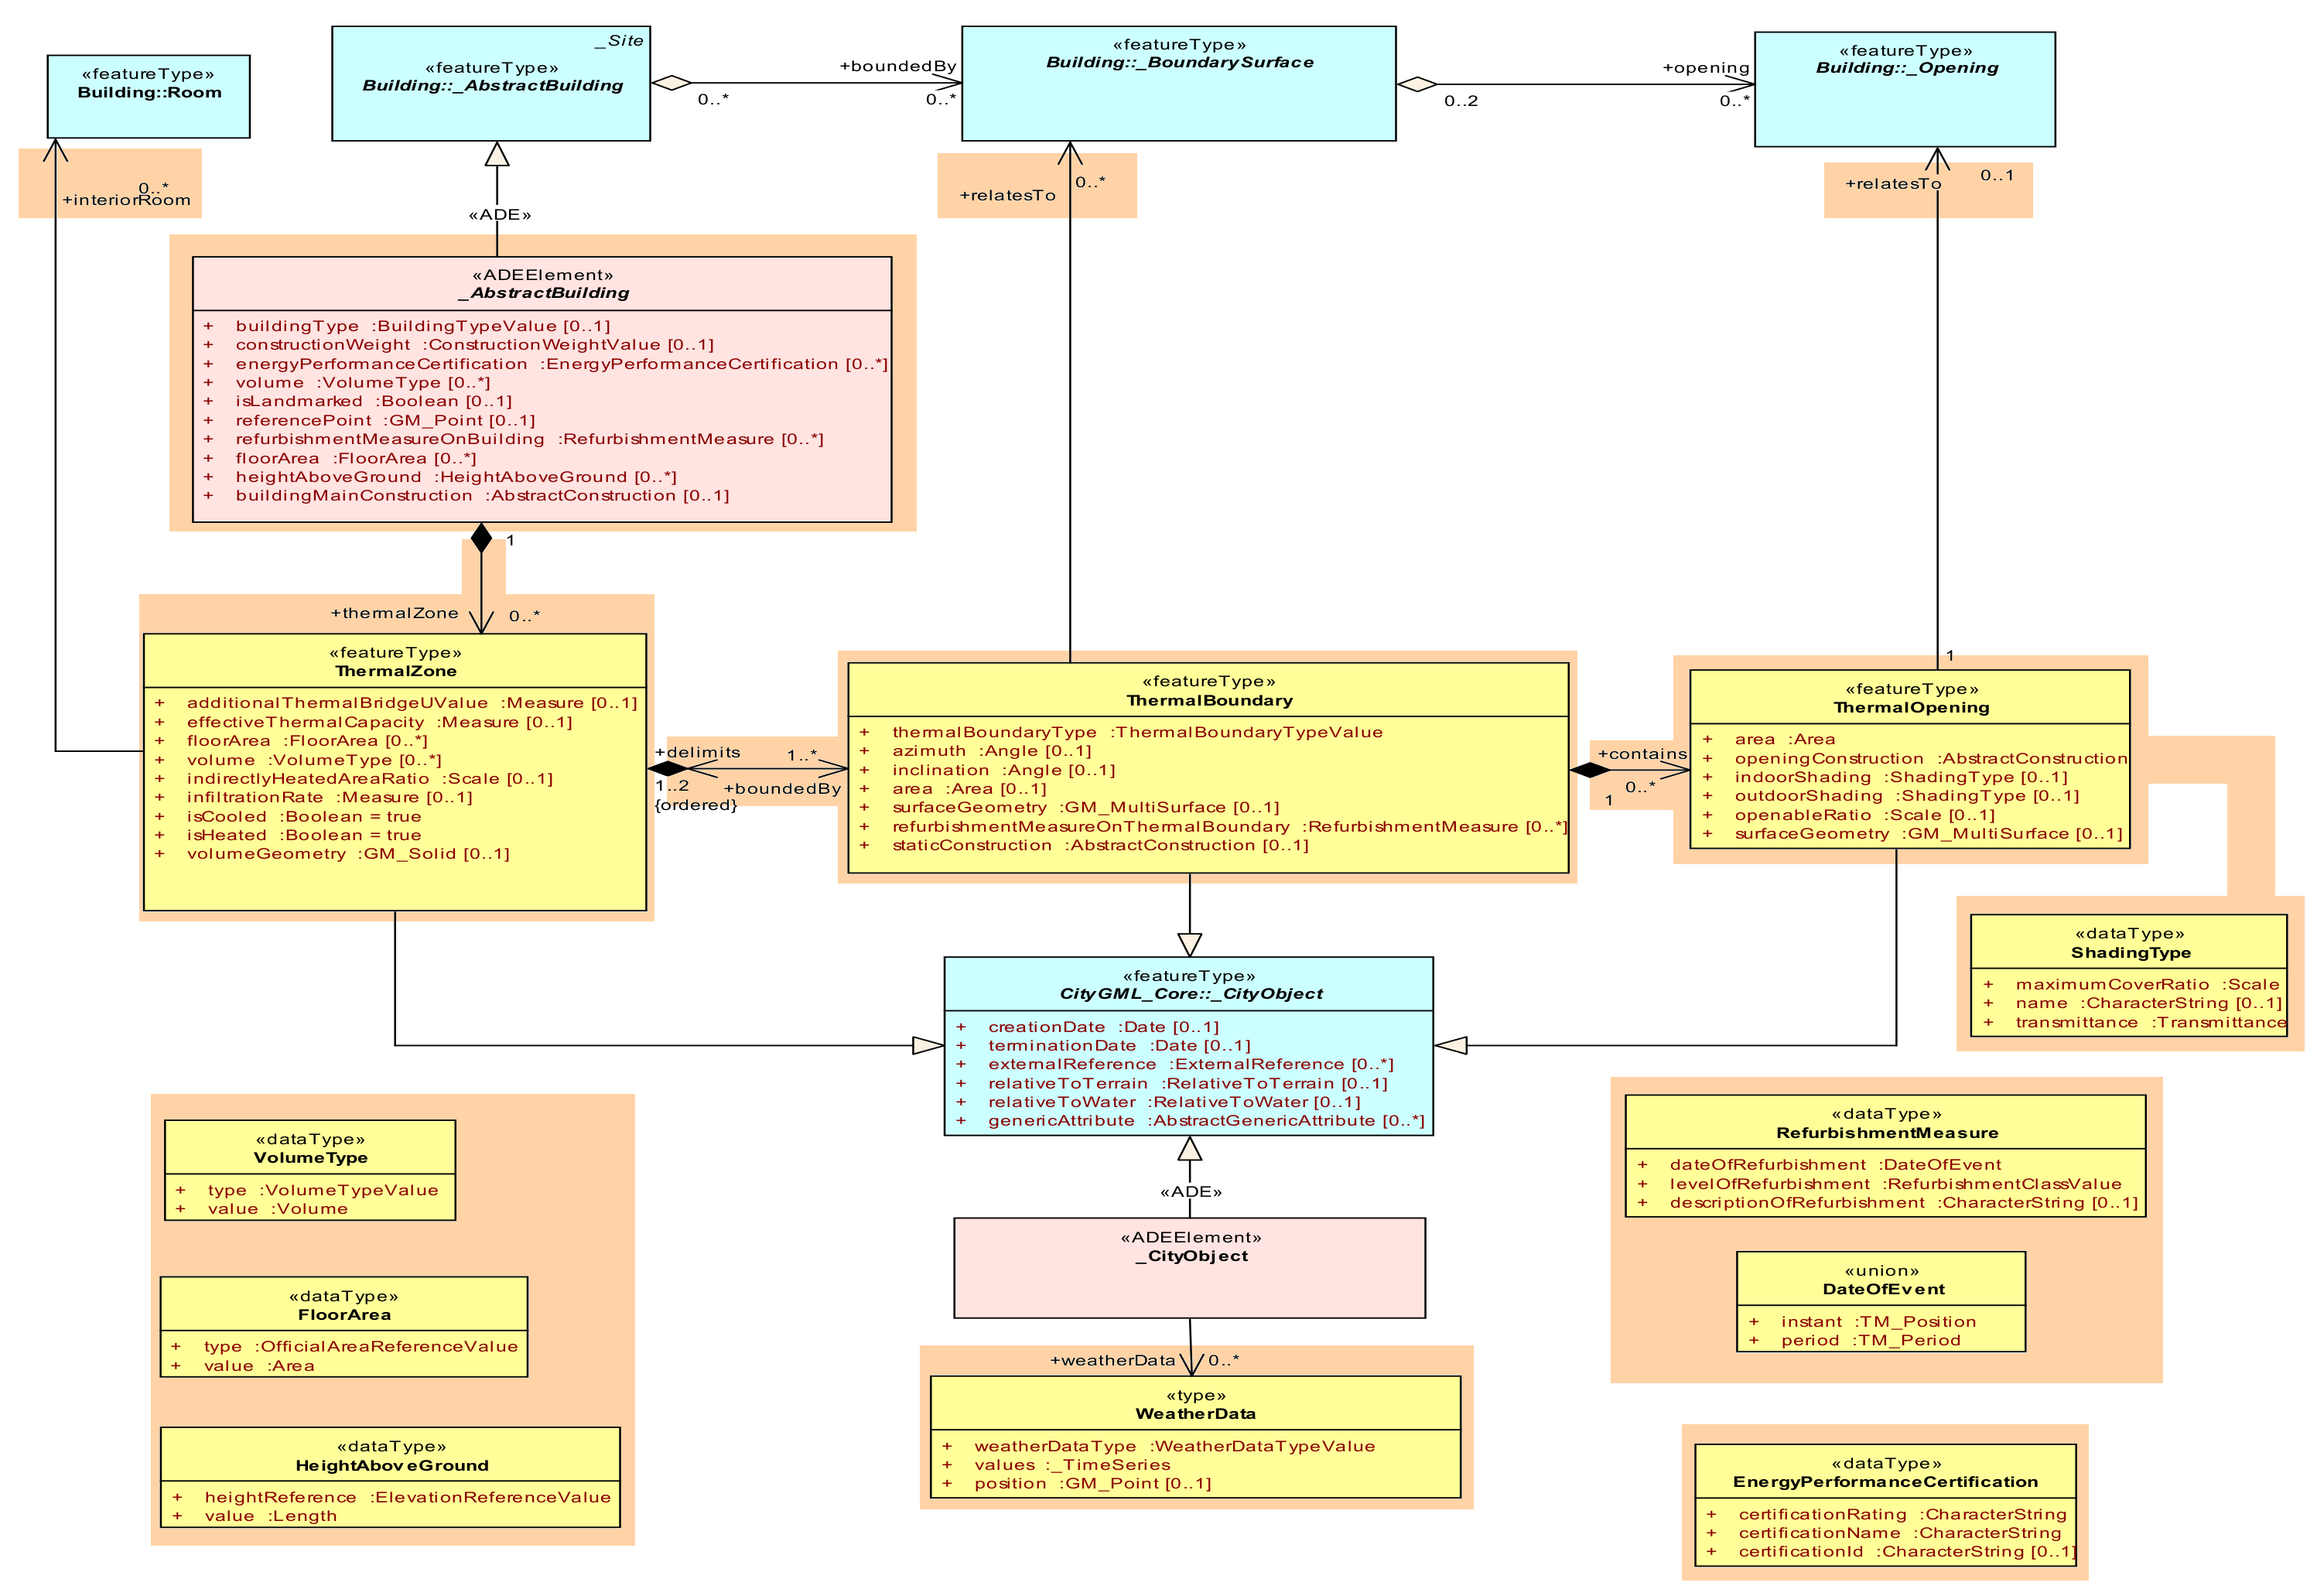 «featureType»
Building::Room
_Site
«featureType»
Building::_AbstractBuilding
+boundedBy
0..*
0..*
«featureType»
Building::_BoundarySurface
+opening
0..2
0..*
«featureType»
Building::_Opening
0..*
+interiorRoom
«ADE»
+relatesTo
0..*
+relatesTo
0..1
«ADEElement»
_AbstractBuilding
+ buildingType :BuildingTypeValue [0..1]
+ constructionWeight :ConstructionWeightValue [0..1]
+ energyPerformanceCertification :EnergyPerformanceCertification [0..*]
+ volume :VolumeType [0..*]
+ isLandmarked :Boolean [0..1]
+ referencePoint :GM_Point [0..1]
+ refurbishmentMeasureOnBuilding :RefurbishmentMeasure [0..*]
+ floorArea :FloorArea [0..*]
+ heightAboveGround :HeightAboveGround [0..*]
+ buildingMainConstruction :AbstractConstruction [0..1]
1
+thermalZone
0..*
«featureType»
ThermalZone
+ additionalThermalBridgeUValue :Measure [0..1]
+ effectiveThermalCapacity :Measure [0..1]
+ floorArea :FloorArea [0..*]
+ volume :VolumeType [0..*]
+ indirectlyHeatedAreaRatio :Scale [0..1]
+ infiltrationRate :Measure [0..1]
+ isCooled :Boolean = true
+ isHeated :Boolean = true
+ volumeGeometry :GM_Solid [0..1]
+delimits
1..*
1..2
+boundedBy
{ordered}
«featureType»
ThermalBoundary
+ thermalBoundaryType :ThermalBoundaryTypeValue
+ azimuth :Angle [0..1]
+ inclination :Angle [0..1]
+ area :Area [0..1]
+ surfaceGeometry :GM_MultiSurface [0..1]
+ refurbishmentMeasureOnThermalBoundary :RefurbishmentMeasure [0..*]
+ staticConstruction :AbstractConstruction [0..1]
+contains
0..*
1
1
«featureType»
ThermalOpening
+ area :Area
+ openingConstruction :AbstractConstruction
+ indoorShading :ShadingType [0..1]
+ outdoorShading :ShadingType [0..1]
+ openableRatio :Scale [0..1]
+ surfaceGeometry :GM_MultiSurface [0..1]
«dataType»
ShadingType
+ maximumCoverRatio :Scale
+ name :CharacterString [0..1]
+ transmittance :Transmittance
«featureType»
CityGML_Core::_CityObject
+ creationDate :Date [0..1]
+ terminationDate :Date [0..1]
+ externalReference :ExternalReference [0..*]
+ relativeToTerrain :RelativeToTerrain [0..1]
+ relativeToWater :RelativeToWater [0..1]
+ genericAttribute :AbstractGenericAttribute [0..*]
«ADE»
«ADEElement»
_CityObject
+weatherData
0..*
«type»
WeatherData
+ weatherDataType :WeatherDataTypeValue
+ values :_TimeSeries
+ position :GM_Point [0..1]
«dataType»
VolumeType
+ type :VolumeTypeValue
+ value :Volume
«dataType»
FloorArea
+ type :OfficialAreaReferenceValue
+ value :Area
«dataType»
HeightAboveGround
+ heightReference :ElevationReferenceValue
+ value :Length
«dataType»
RefurbishmentMeasure
+ dateOfRefurbishment :DateOfEvent
+ levelOfRefurbishment :RefurbishmentClassValue
+ descriptionOfRefurbishment :CharacterString [0..1]
«union»
DateOfEvent
+ instant :TM_Position
+ period :TM_Period
«dataType»
EnergyPerformanceCertification
+ certificationRating :CharacterString
+ certificationName :CharacterString
+ certificationId :CharacterString [0..1]